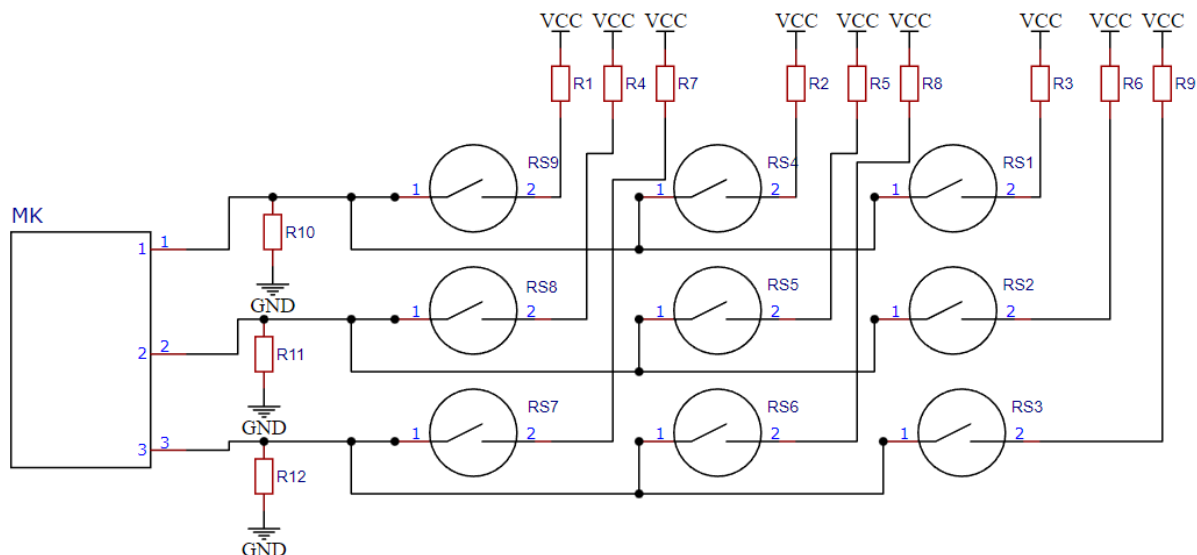 VCC VCC VCC VCC VCC VCC VCC VCC VCC
R1 R4 R7 R2 R5 R8 R3 R6 R9
RS9 RS4 RS1
1 2 1 2 1 2
MK
R10
1 1
GND
RS8 RS5 RS2
1 2 1 2 1 2
2 2
R11
GND
RS7 RS6 RS3
1 2 1 2 1 2
3 3
R12
GND